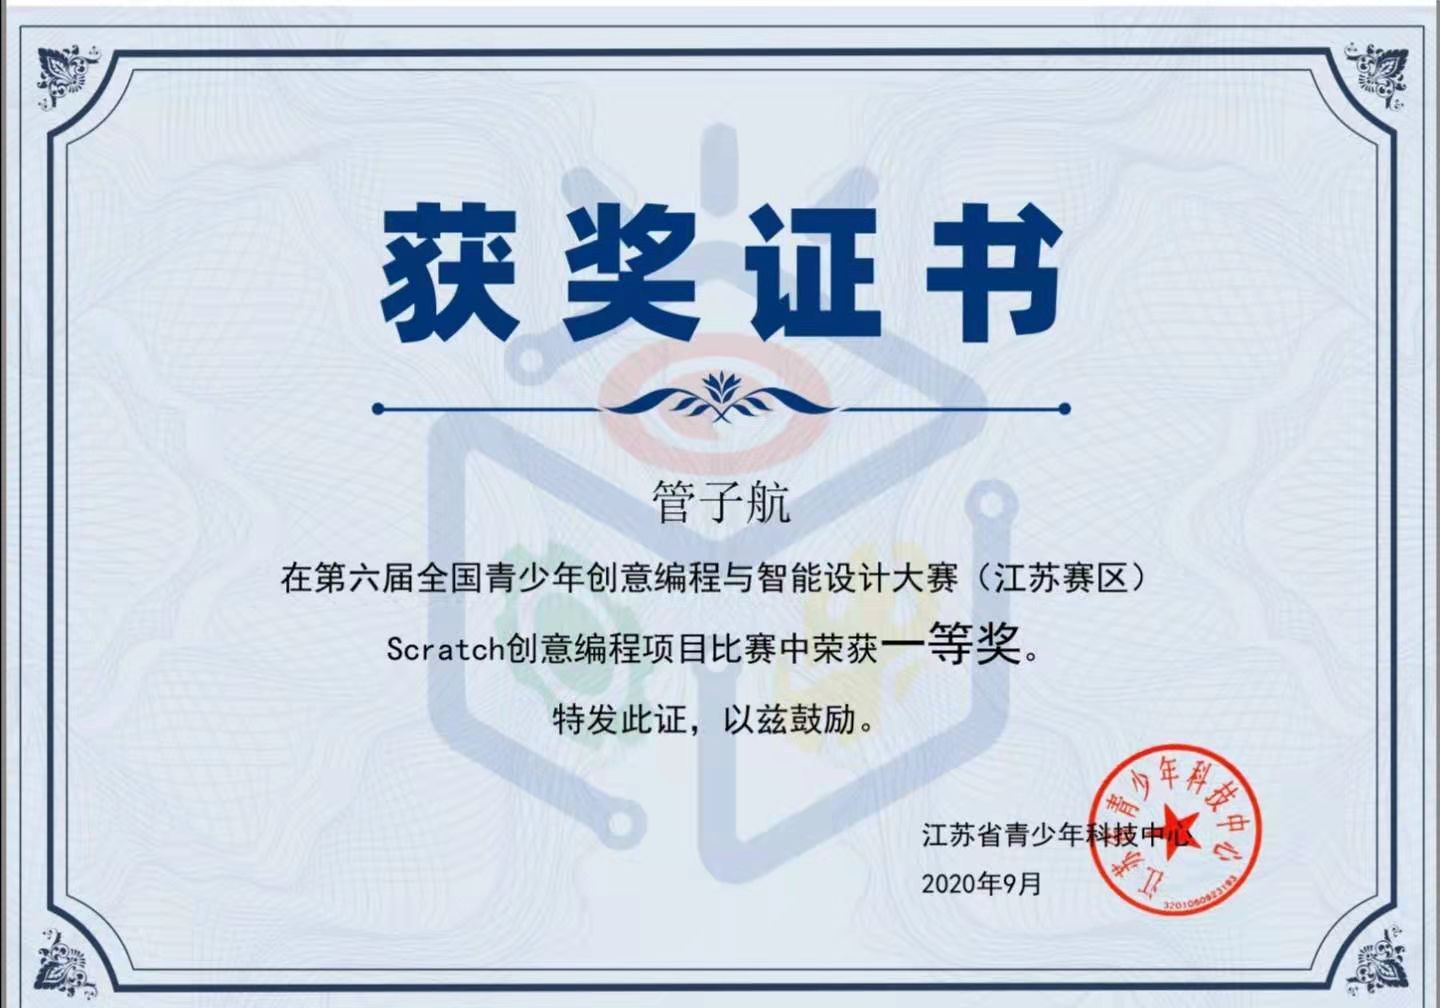 获奖证书
管子航
在第六届全国青少年创意编程与智能设计大赛（江苏赛区）
Scratch创意编程项目比赛中荣获一等奖。
特发此证，以兹鼓励。
江苏省青少年科技中心
2020年9月
江苏省青少年科技中心
3201060923193